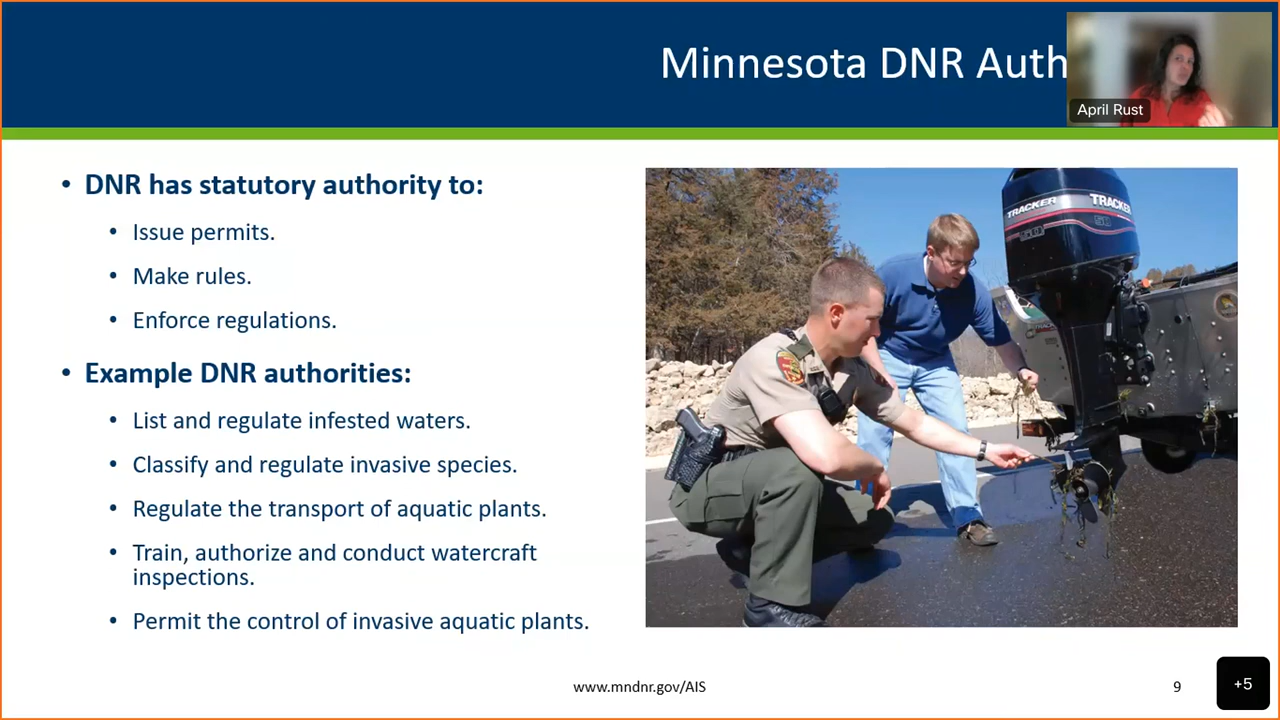 Minnesota DNR Auth
April Rust
• DNR has statutory authority to:
• Issue permits.
• Make rules.
• Enforce regulations.
• Example DNR authorities:
• List and regulate infested waters.
• Classify and regulate invasive species.
• Regulate the transport of aquatic plants.
• Train, authorize and conduct watercraft
inspections.
• Permit the control of invasive aquatic plants.
TRACKER
TRACKER
50
www.mndnr.gov/AIS
9
+5